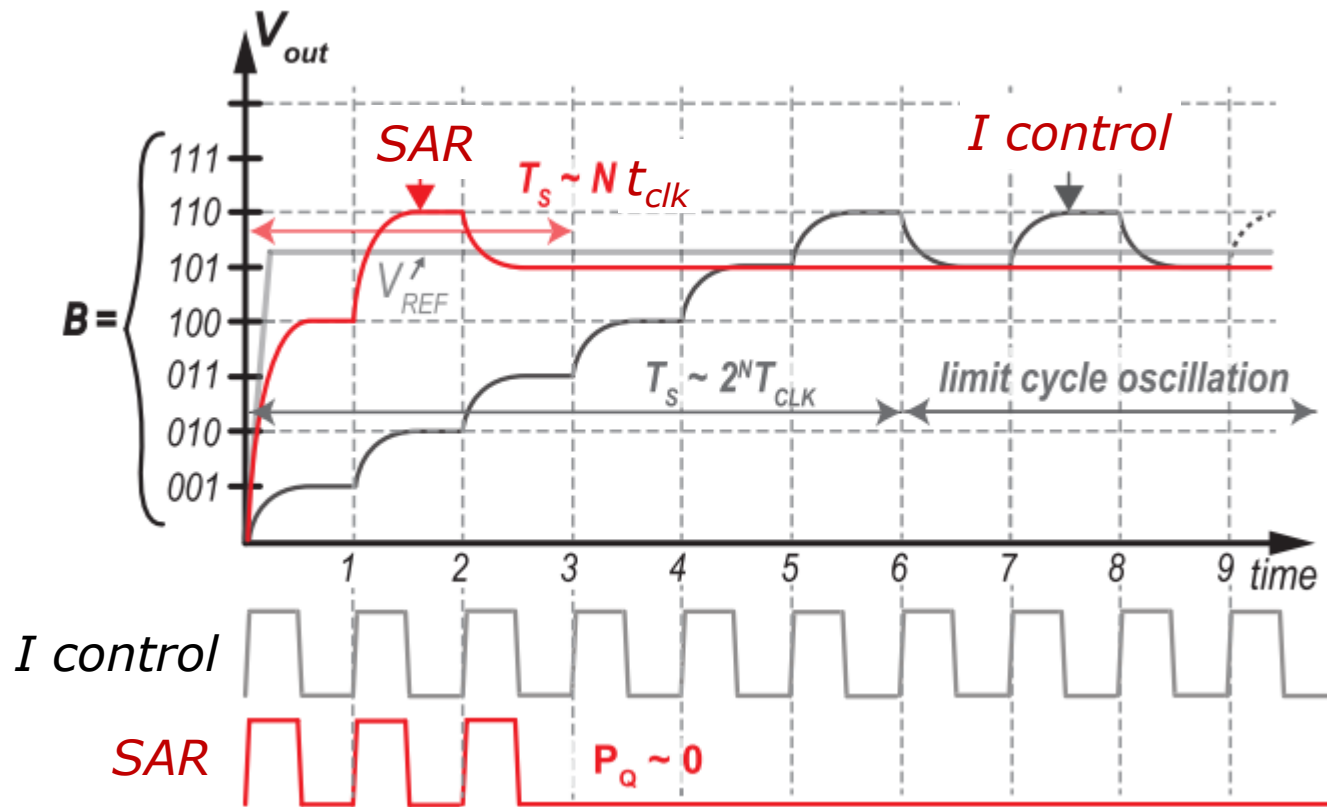 V_out
SAR
T_S ~ N t_clk
I control
111
110
101
100
011
010
001
B =
V_REF
T_S ~ 2^N T_CLK
limit cycle oscillation
1 2 3 4 5 6 7 8 9 time
I control
SAR
P_Q ~ 0